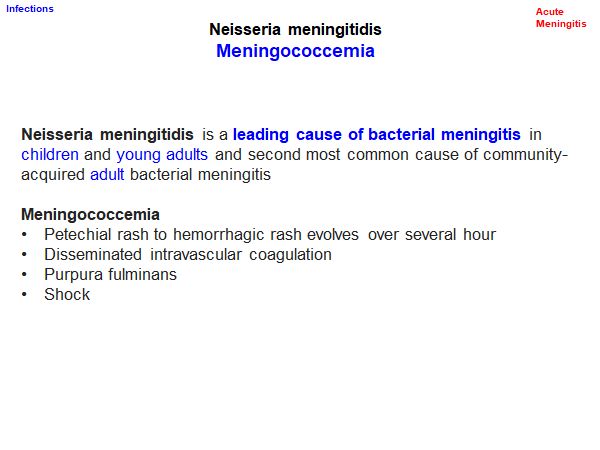 Infections
Acute
Meningitis
Neisseria meningitidis
Meningococcemia
Neisseria meningitidis is a leading cause of bacterial meningitis in
children and young adults and second most common cause of community-
acquired adult bacterial meningitis
Meningococcemia
• Petechial rash to hemorrhagic rash evolves over several hour
• Disseminated intravascular coagulation
• Purpura fulminans
• Shock